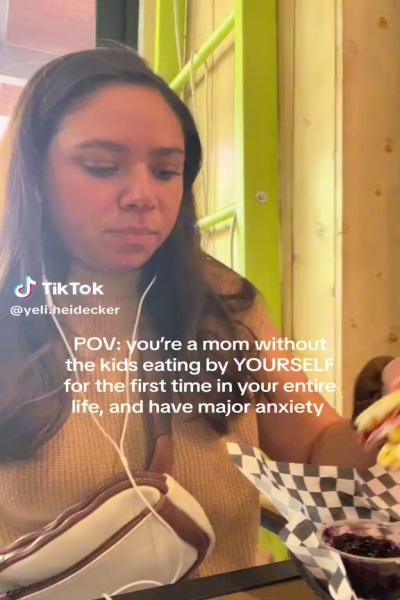 TikTok
@yeli.heidecker
POV: you're a mom without
the kids eating by YOURSELF
for the first time in your entire
life, and have major anxiety